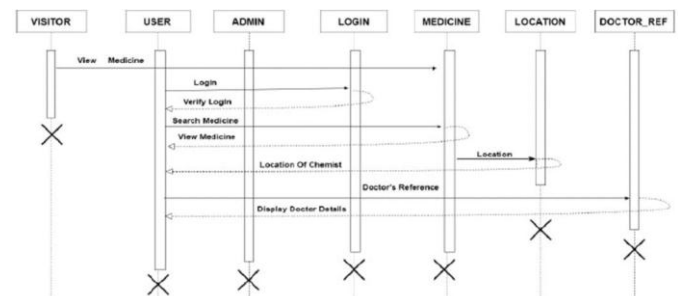 VISITOR USER ADMIN LOGIN MEDICINE LOCATION DOCTOR_REF
View Medicine
Login
Verify Login
Search Medicine
View Medicine
Location
Location Of Chemist
Doctor's Reference
Display Doctor Details